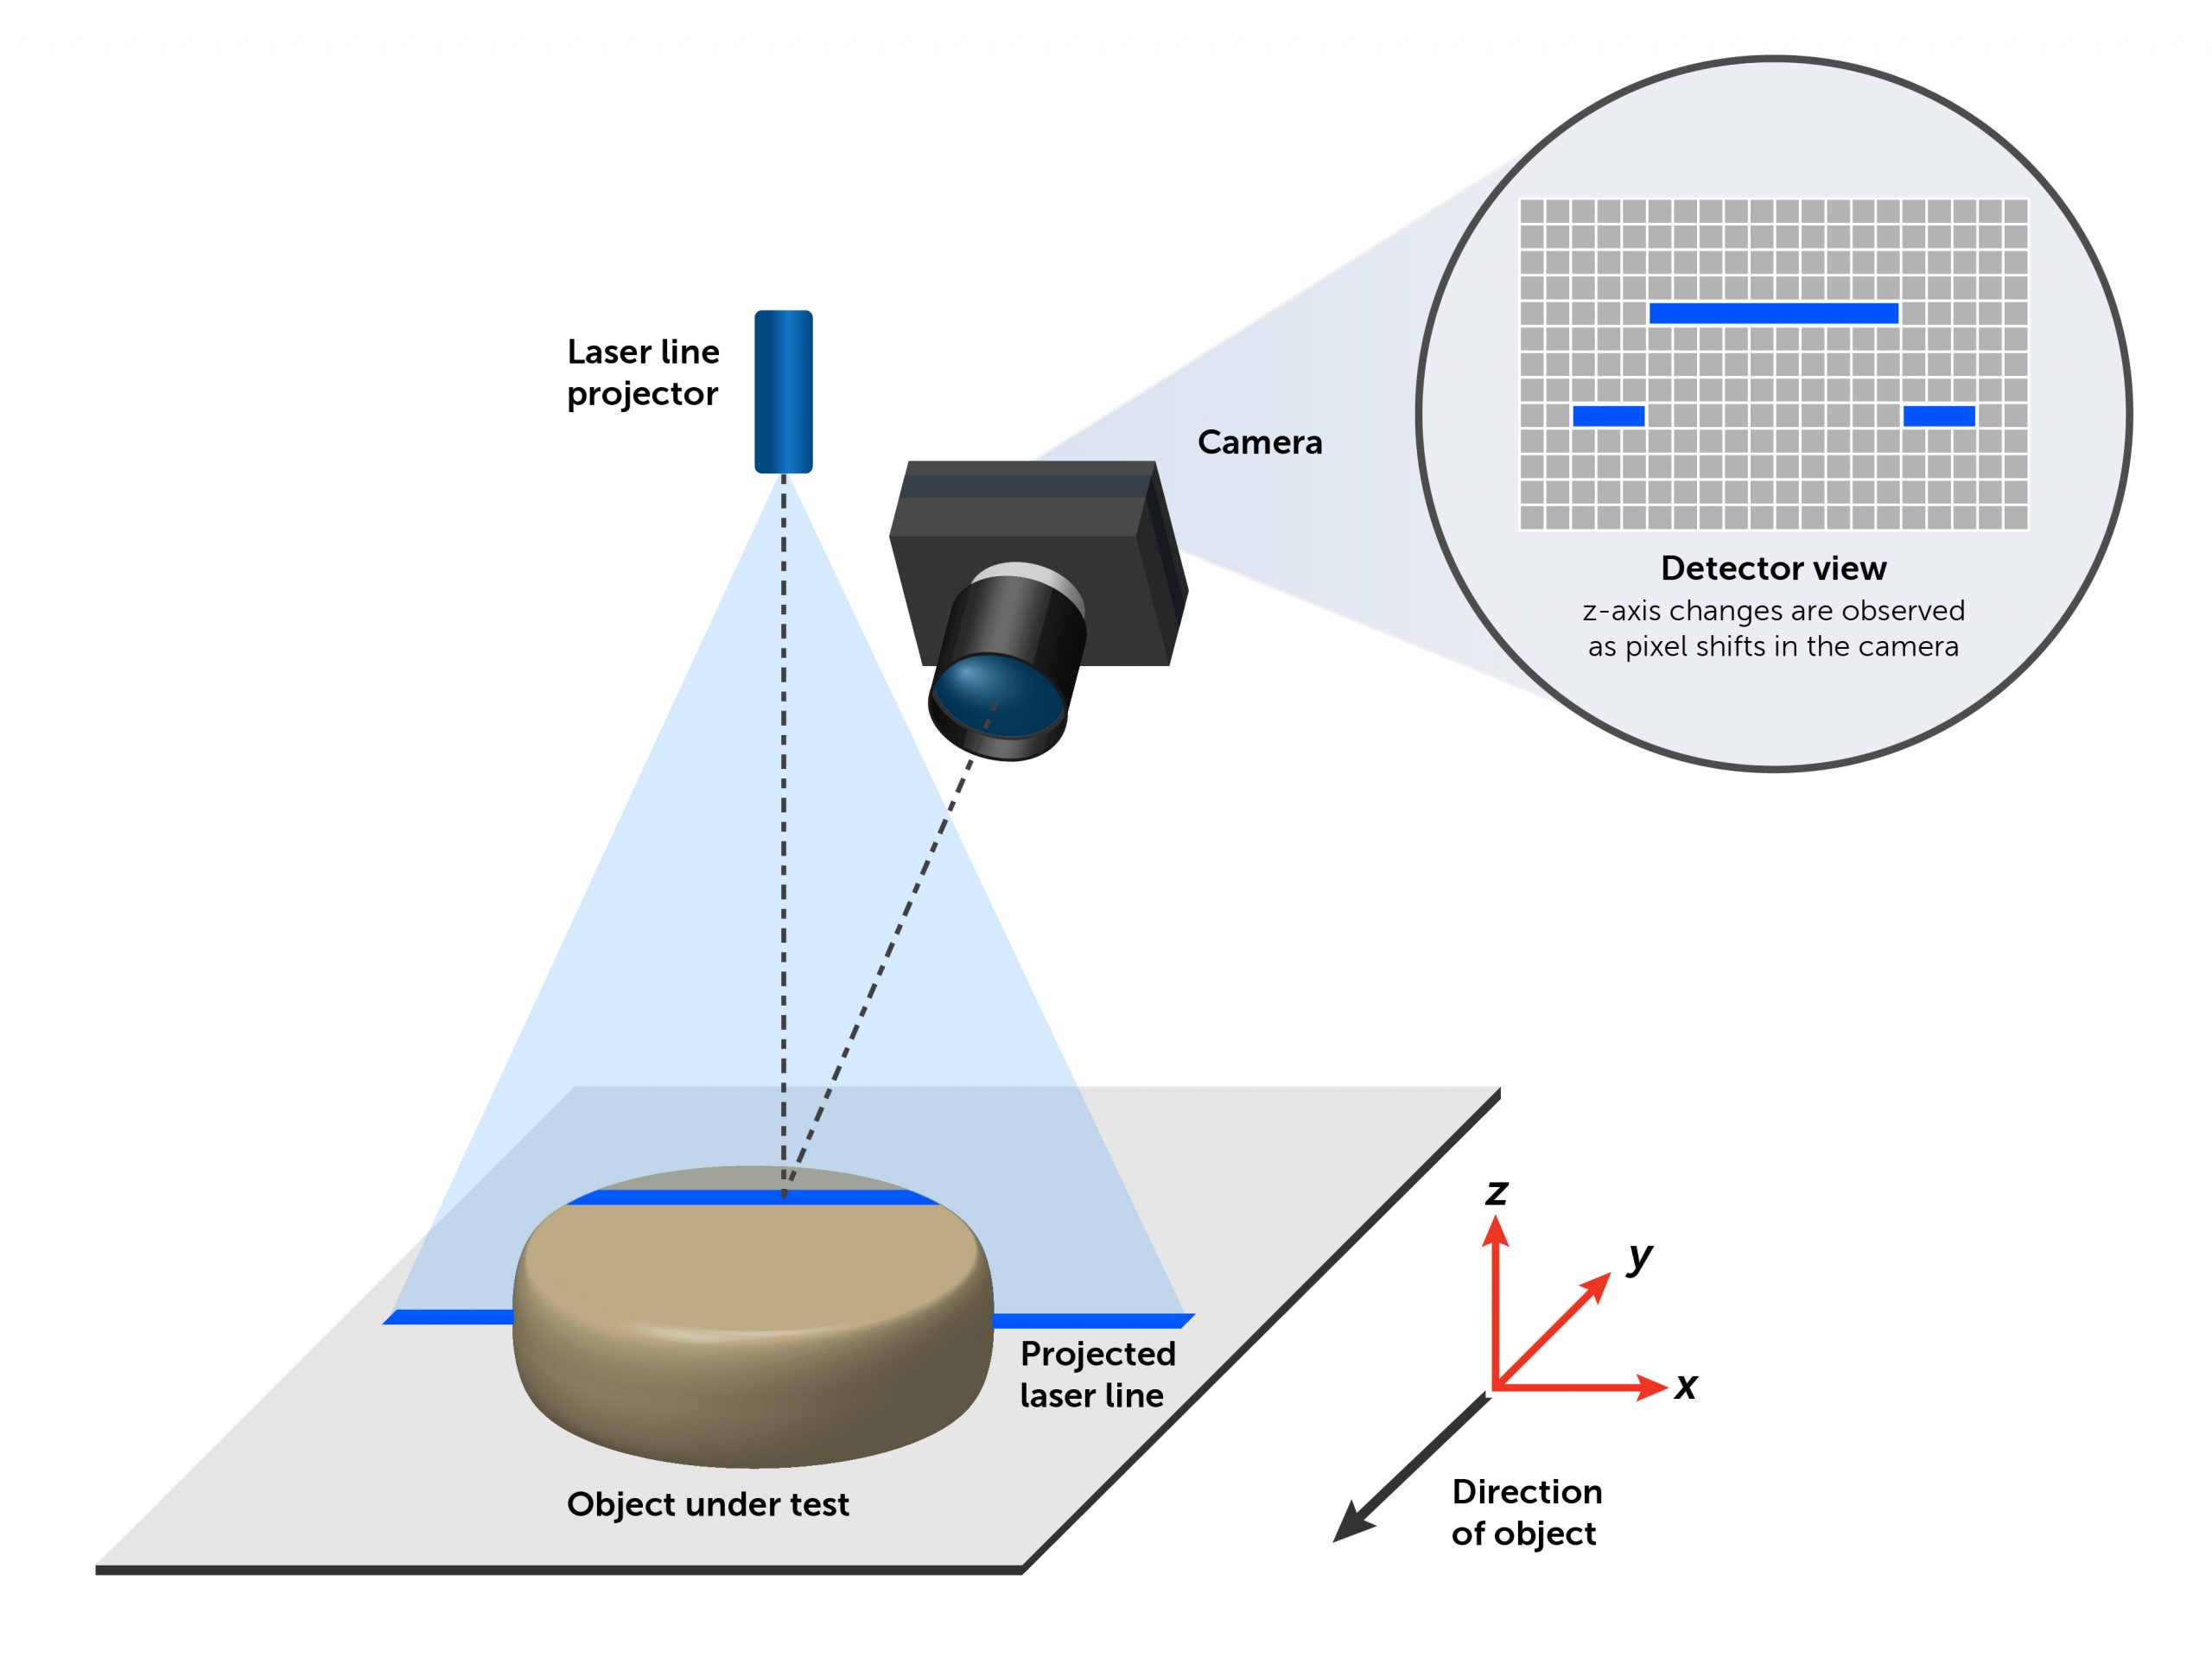 Laser line
projector
Camera
Detector view
z-axis changes are observed
as pixel shifts in the camera
Projected
laser line
Object under test
z
y
x
Direction
of object